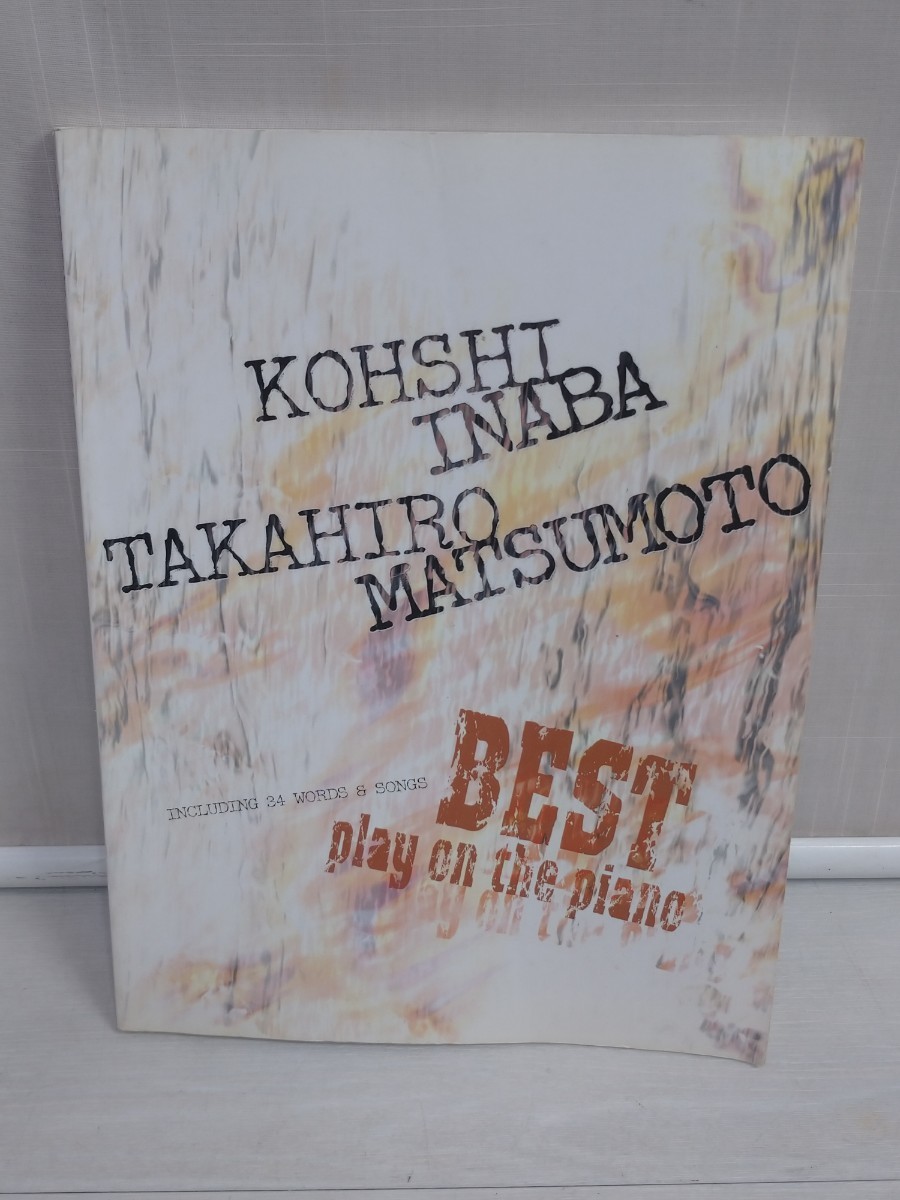 KOHSHI
INABA
TAKAHIRO
MATSUMOTO
INCLUDING 24 WORDS & SONGS
BEST
play on the piano